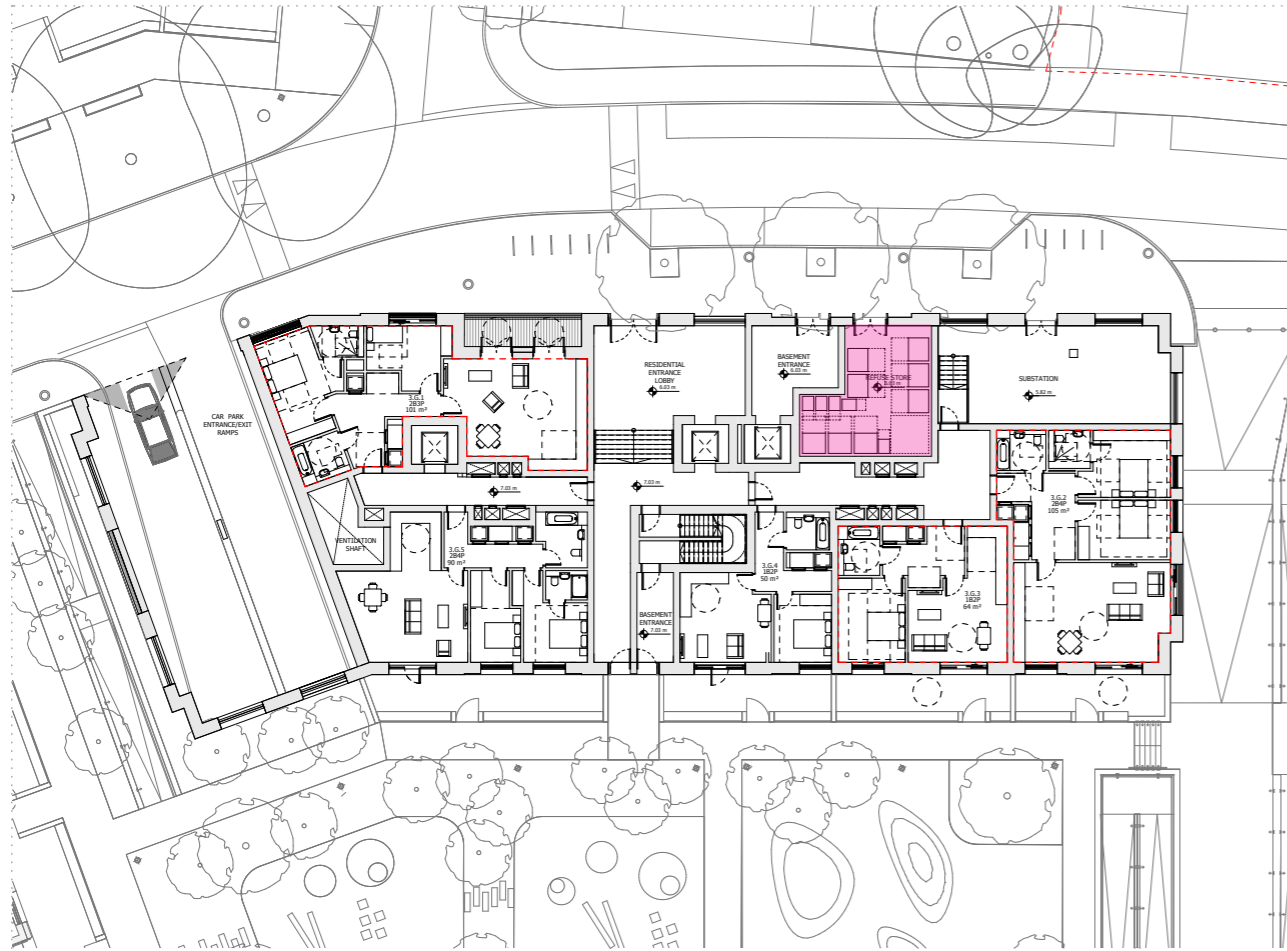 RESIDENTIAL
ENTRANCE
LOBBY
6.03 m
BASEMENT
ENTRANCE
6.03 m
REFUSE STORE
6.03 m
SUBSTATION
5.82 m
3.G.1
2B3P
101 m²
CAR PARK
ENTRANCE/EXIT
RAMPS
7.03 m
7.03 m
3.G.2
2B4P
105 m²
VENTILATION
SHAFT
3.G.5
2B4P
90 m²
3.G.4
1B2P
50 m²
3.G.3
1B2P
64 m²
BASEMENT
ENTRANCE
7.03 m